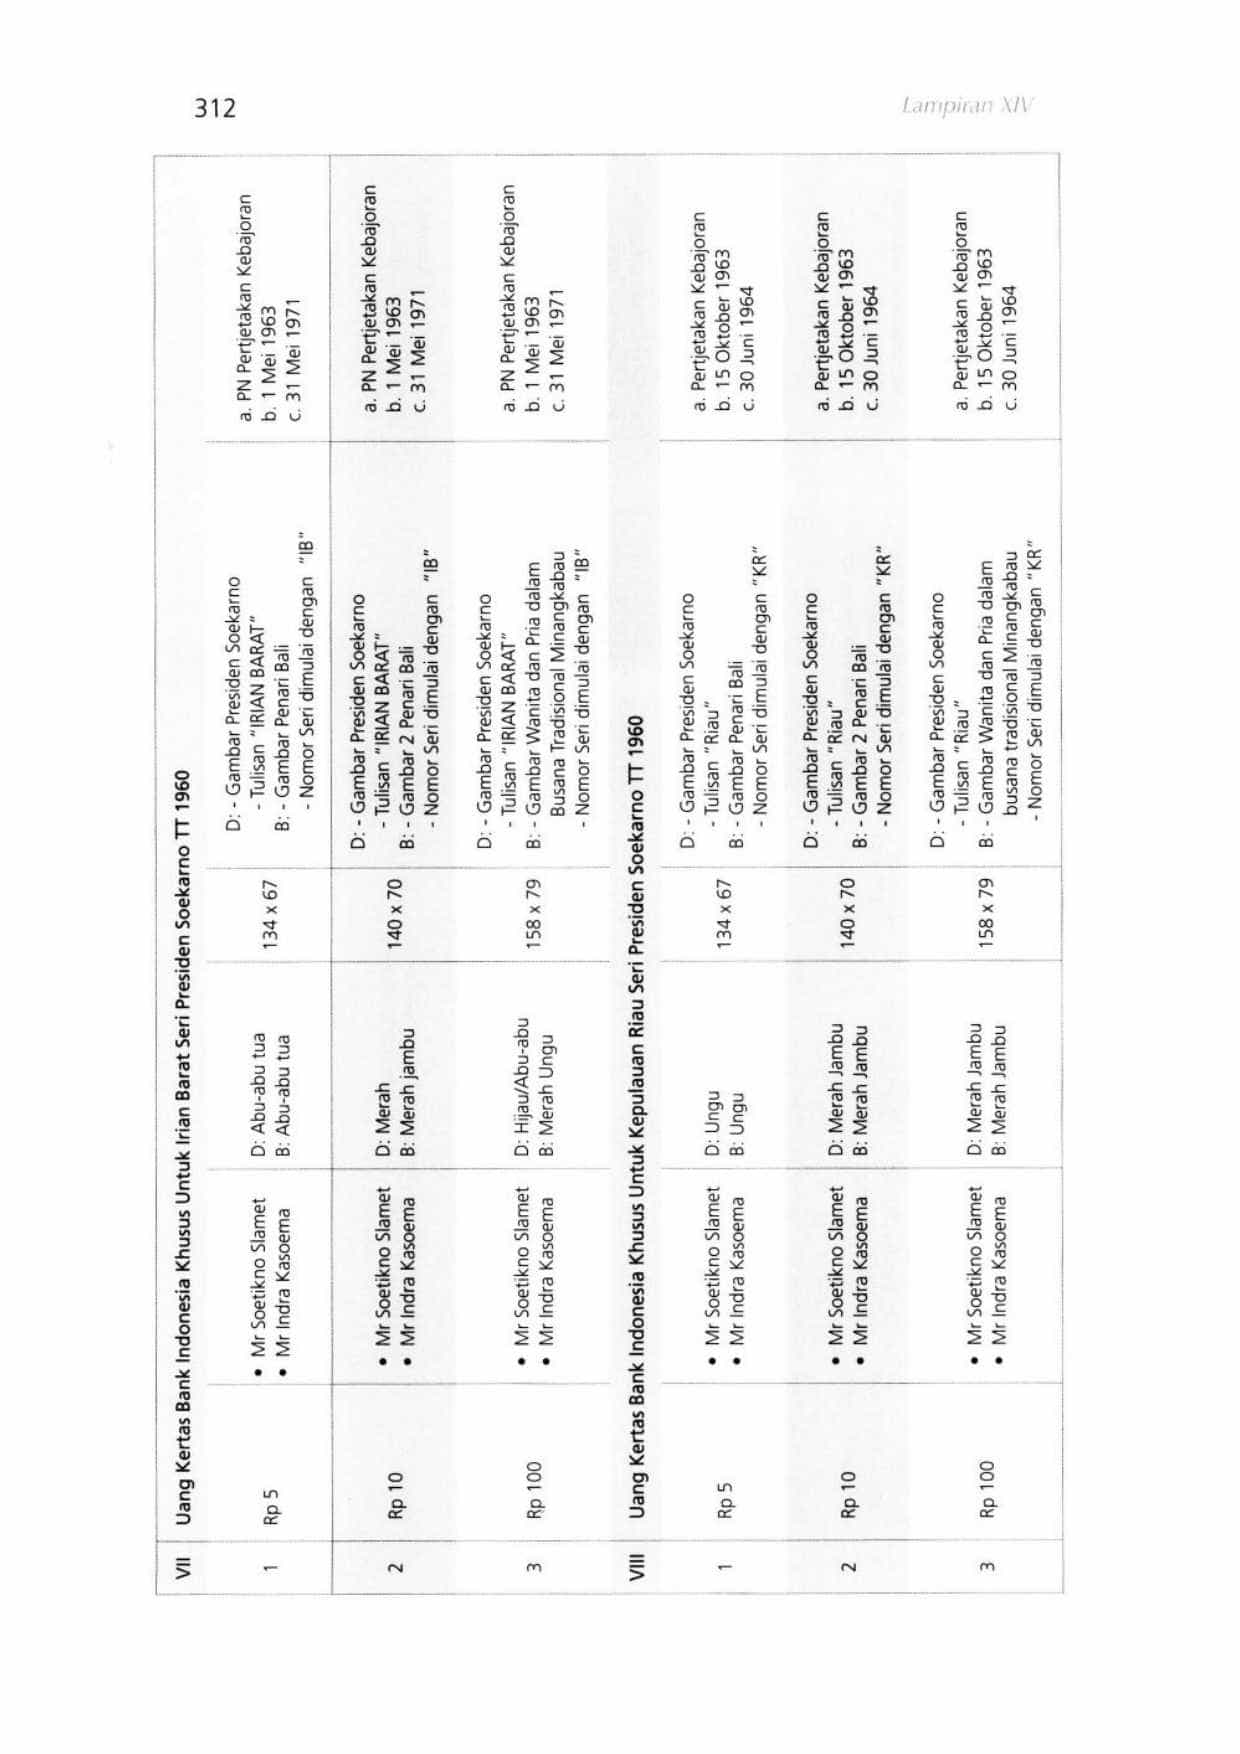 312
Lampiran XIV
VII Uang Kertas Bank Indonesia Khusus Untuk Irian Barat Seri Presiden Soekarno TT 1960
1
Rp 5
• Mr Soetikno Slamet
• Mr Indra Kasoema
D: Abu-abu tua
B: Abu-abu tua
134 x 67
D: - Gambar Presiden Soekarno
- Tulisan "IRIAN BARAT"
B: - Gambar Penari Bali
- Nomor Seri dimulai dengan "IB"
a. PN Pertjetakan Kebajoran
b. 1 Mei 1963
c. 31 Mei 1971
2
Rp 10
• Mr Soetikno Slamet
• Mr Indra Kasoema
D: Merah
B: Merah jambu
140 x 70
D: - Gambar Presiden Soekarno
- Tulisan "IRIAN BARAT"
B: - Gambar 2 Penari Bali
- Nomor Seri dimulai dengan "IB"
a. PN Pertjetakan Kebajoran
b. 1 Mei 1963
c. 31 Mei 1971
3
Rp 100
• Mr Soetikno Slamet
• Mr Indra Kasoema
D: Hijau/Abu-abu
B: Merah Ungu
158 x 79
D: - Gambar Presiden Soekarno
- Tulisan "IRIAN BARAT"
B: - Gambar Wanita dan Pria dalam
Busana Tradisional Minangkabau
- Nomor Seri dimulai dengan "IB"
a. PN Pertjetakan Kebajoran
b. 1 Mei 1963
c. 31 Mei 1971
VIII Uang Kertas Bank Indonesia Khusus Untuk Kepulauan Riau Seri Presiden Soekarno TT 1960
1
Rp 5
• Mr Soetikno Slamet
• Mr Indra Kasoema
D: Ungu
B: Ungu
134 x 67
D: - Gambar Presiden Soekarno
- Tulisan "Riau"
B: - Gambar Penari Bali
- Nomor Seri dimulai dengan "KR"
a. Pertjetakan Kebajoran
b. 15 Oktober 1963
c. 30 Juni 1964
2
Rp 10
• Mr Soetikno Slamet
• Mr Indra Kasoema
D: Merah Jambu
B: Merah Jambu
140 x 70
D: - Gambar Presiden Soekarno
- Tulisan "Riau"
B: - Gambar 2 Penari Bali
- Nomor Seri dimulai dengan "KR"
a. Pertjetakan Kebajoran
b. 15 Oktober 1963
c. 30 Juni 1964
3
Rp 100
• Mr Soetikno Slamet
• Mr Indra Kasoema
D: Merah Jambu
B: Merah Jambu
158 x 79
D: - Gambar Presiden Soekarno
- Tulisan "Riau"
B: - Gambar Wanita dan Pria dalam
busana tradisional Minangkabau
- Nomor Seri dimulai dengan "KR"
a. Pertjetakan Kebajoran
b. 15 Oktober 1963
c. 30 Juni 1964